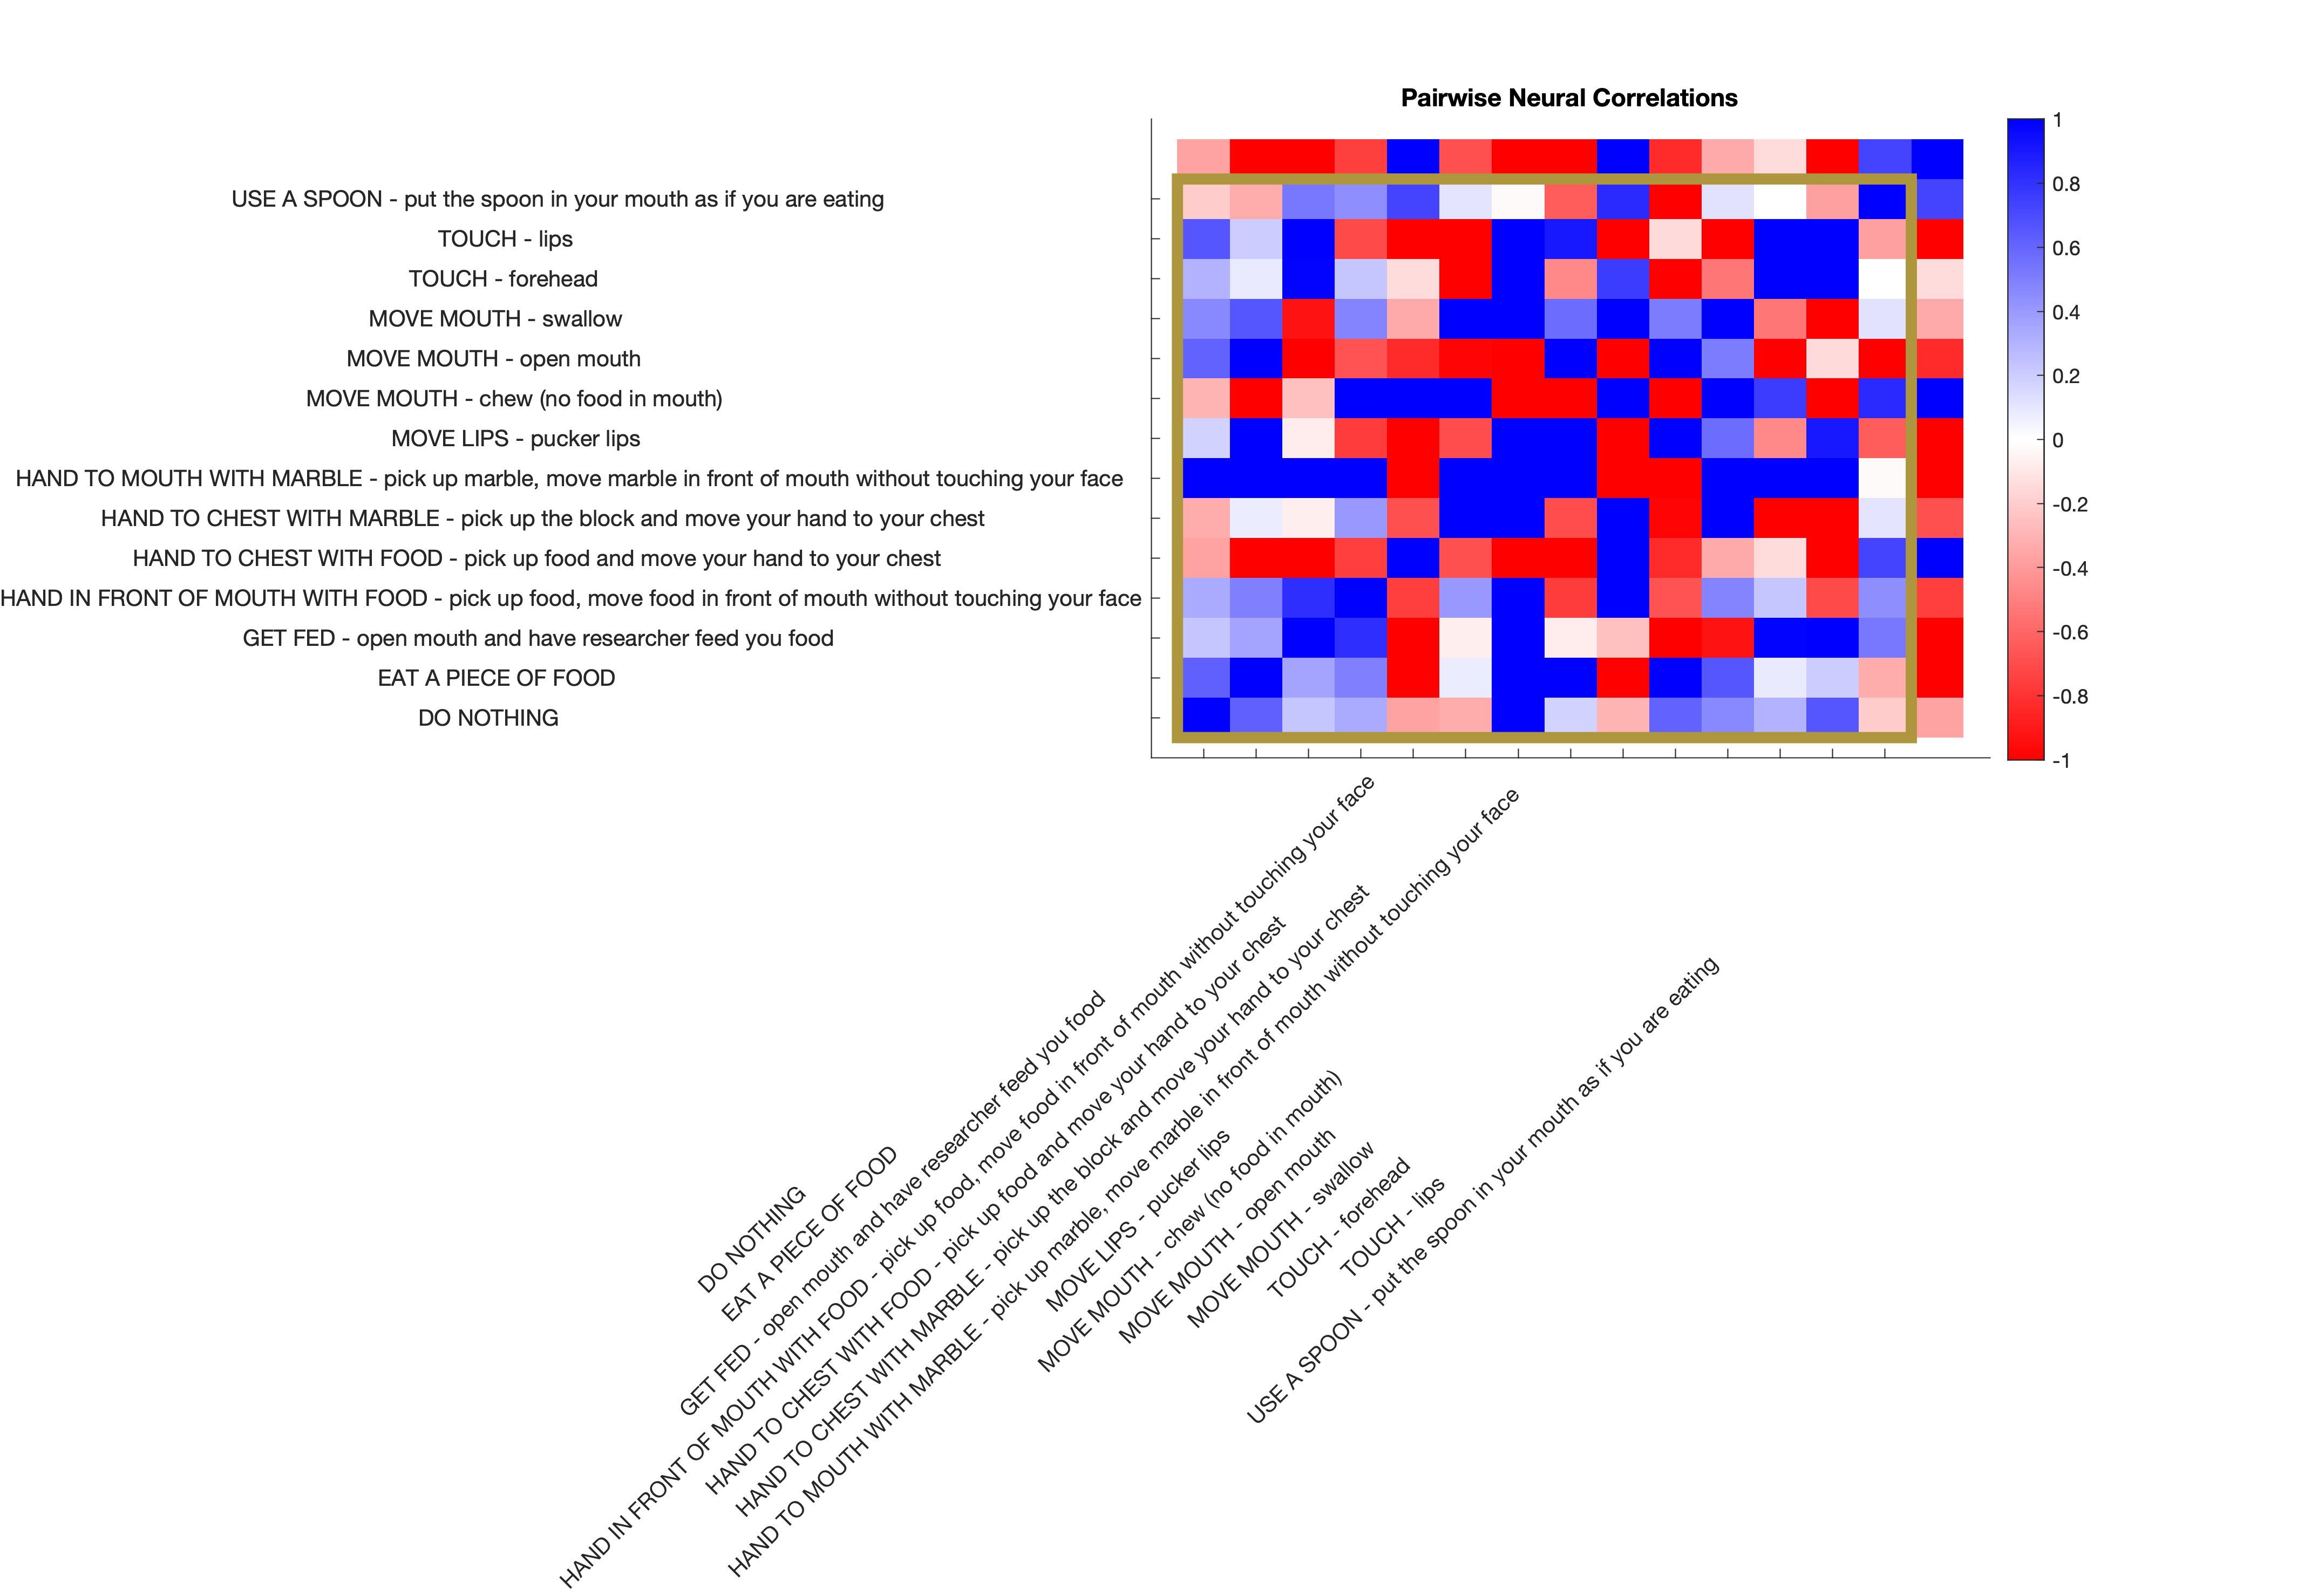 Pairwise Neural Correlations
USE A SPOON - put the spoon in your mouth as if you are eating
TOUCH - lips
TOUCH - forehead
MOVE MOUTH - swallow
MOVE MOUTH - open mouth
MOVE MOUTH - chew (no food in mouth)
MOVE LIPS - pucker lips
HAND TO MOUTH WITH MARBLE - pick up marble, move marble in front of mouth without touching your face
HAND TO CHEST WITH MARBLE - pick up the block and move your hand to your chest
HAND TO CHEST WITH FOOD - pick up food and move your hand to your chest
HAND IN FRONT OF MOUTH WITH FOOD - pick up food, move food in front of mouth without touching your face
GET FED - open mouth and have researcher feed you food
EAT A PIECE OF FOOD
DO NOTHING
1
0.8
0.6
0.4
0.2
0
-0.2
-0.4
-0.6
-0.8
-1
DO NOTHING
EAT A PIECE OF FOOD
GET FED - open mouth and have researcher feed you food
HAND IN FRONT OF MOUTH WITH FOOD - pick up food, move food in front of mouth without touching your face
HAND TO CHEST WITH FOOD - pick up food and move your hand to your chest
HAND TO CHEST WITH MARBLE - pick up the block and move your hand to your chest
HAND TO MOUTH WITH MARBLE - pick up marble, move marble in front of mouth without touching your face
MOVE LIPS - pucker lips
MOVE MOUTH - chew (no food in mouth)
MOVE MOUTH - open mouth
MOVE MOUTH - swallow
TOUCH - forehead
TOUCH - lips
USE A SPOON - put the spoon in your mouth as if you are eating